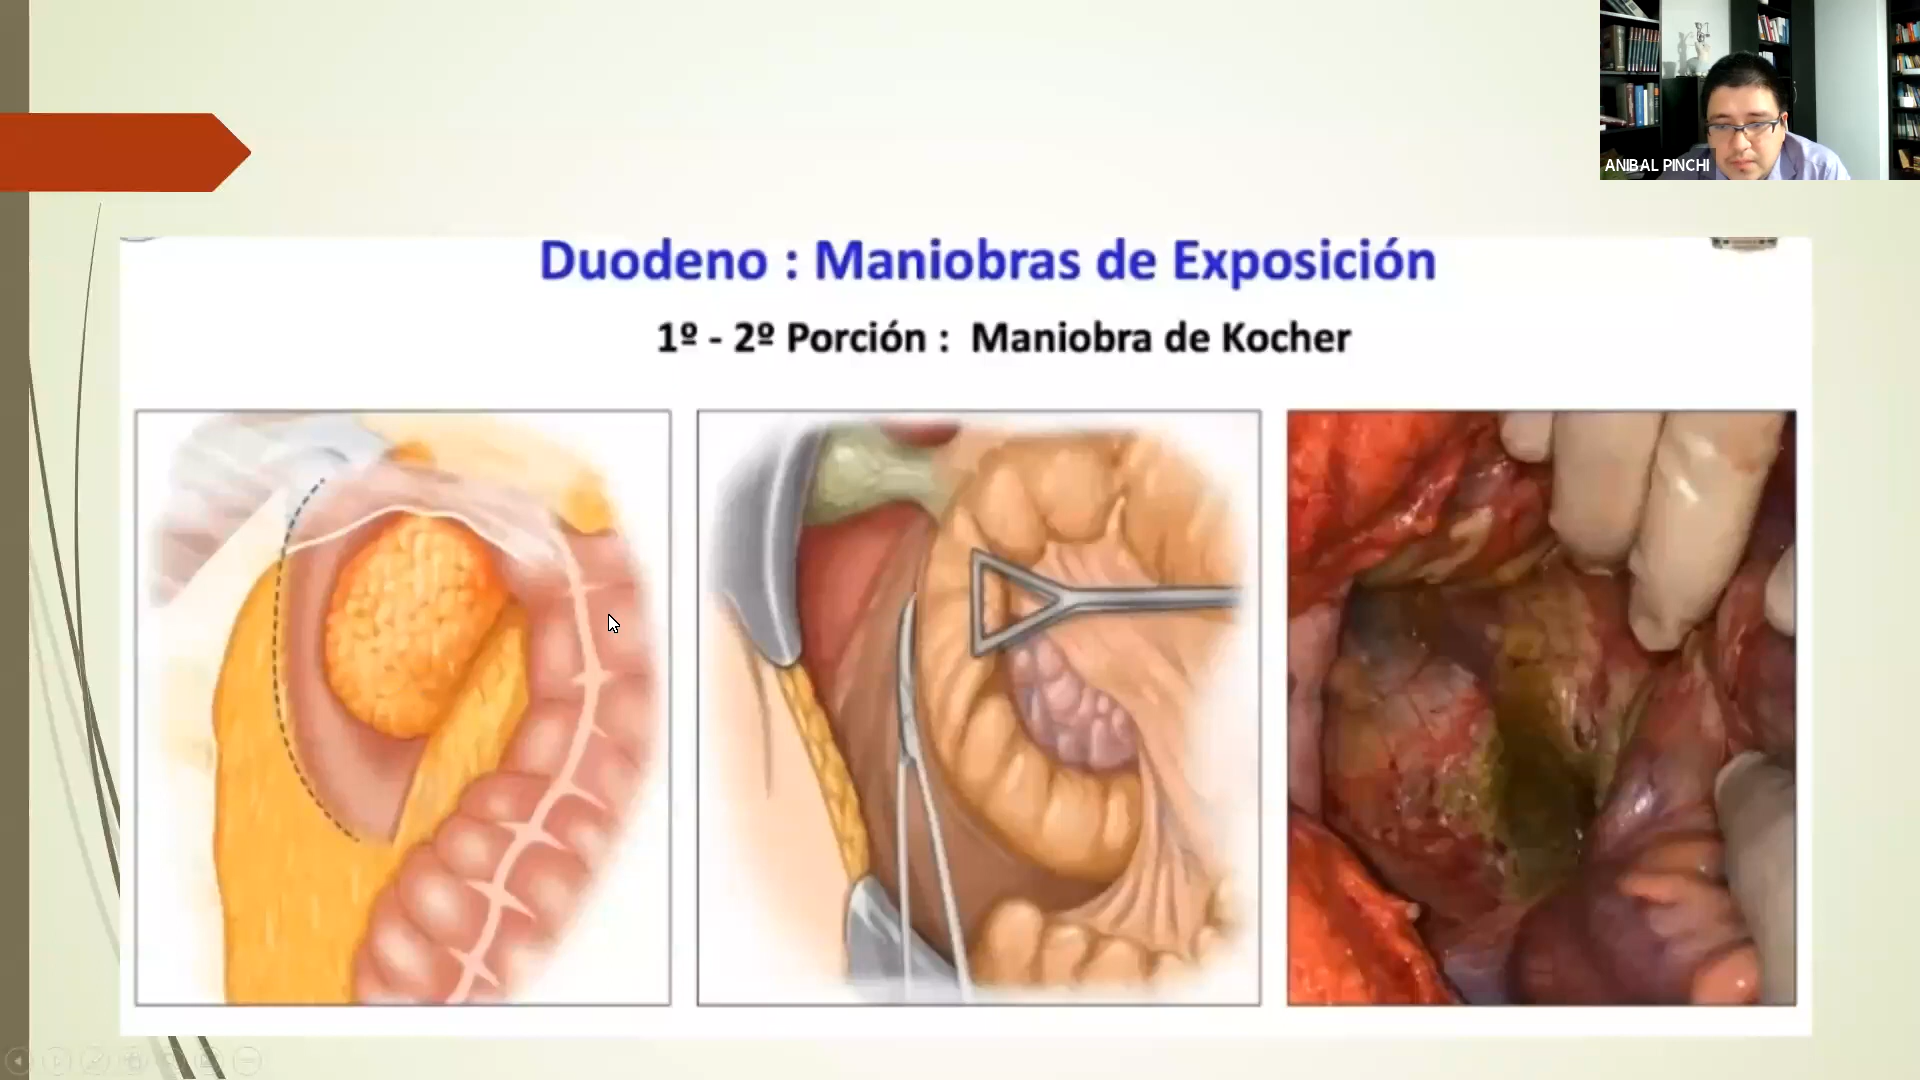 ANIBAL PINCHI
Duodeno : Maniobras de Exposición
1º - 2º Porción : Maniobra de Kocher